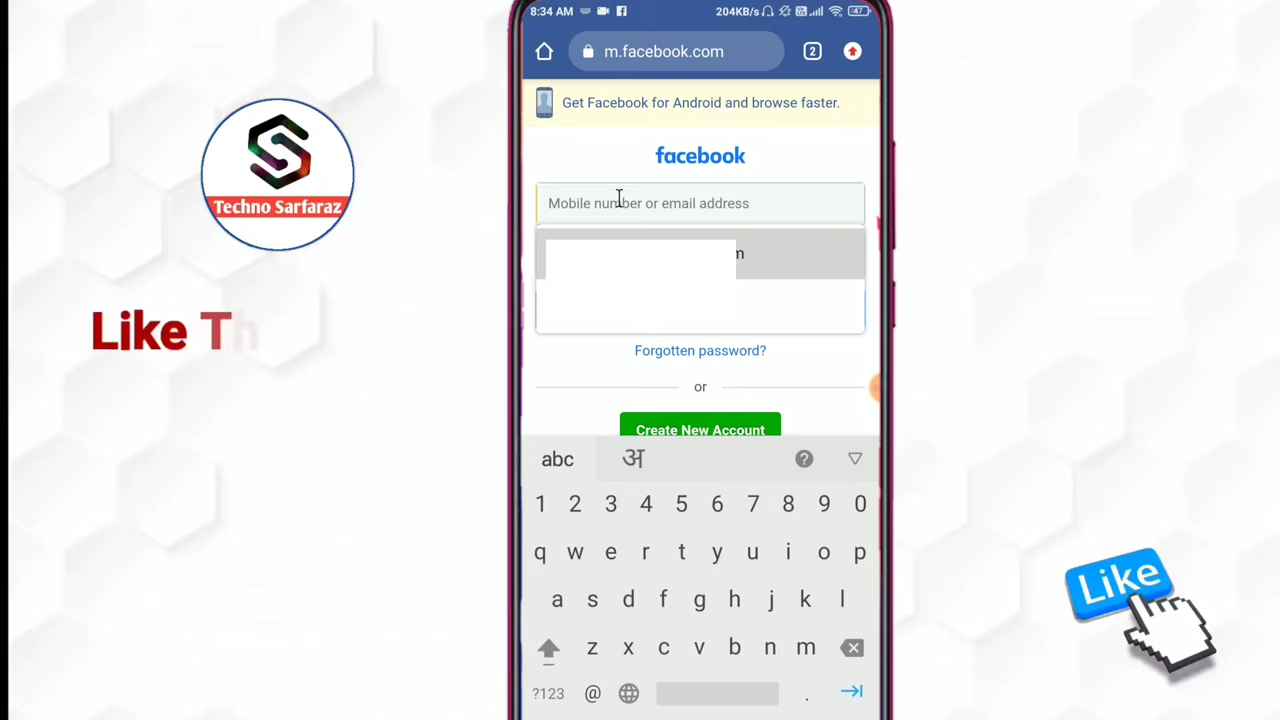 8:34 AM
204KB/s
47
m.facebook.com
2
Get Facebook for Android and browse faster.
facebook
Mobile number or email address
m
Forgotten password?
or
Create New Account
abc
अ
?
1 2 3 4 5 6 7 8 9 0
q w e r t y u i o p
a s d f g h j k l
z x c v b n m
?123 @ .
Techno Sarfaraz
Like Th
Like